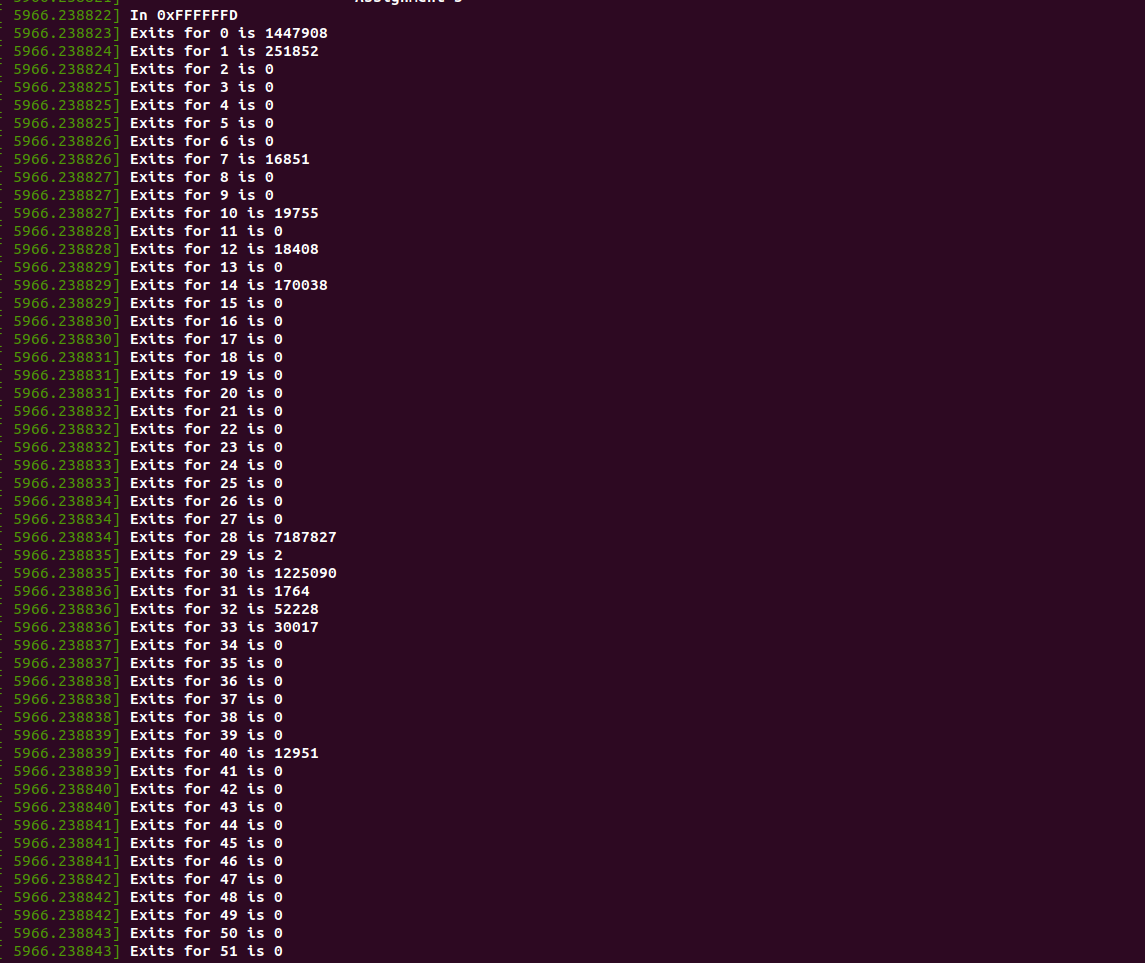 5966.238822] In 0xFFFFFFD
5966.238823] Exits for 0 is 1447908
5966.238824] Exits for 1 is 251852
5966.238824] Exits for 2 is 0
5966.238825] Exits for 3 is 0
5966.238825] Exits for 4 is 0
5966.238825] Exits for 5 is 0
5966.238826] Exits for 6 is 0
5966.238826] Exits for 7 is 16851
5966.238827] Exits for 8 is 0
5966.238827] Exits for 9 is 0
5966.238827] Exits for 10 is 19755
5966.238828] Exits for 11 is 0
5966.238828] Exits for 12 is 18408
5966.238829] Exits for 13 is 0
5966.238829] Exits for 14 is 170038
5966.238829] Exits for 15 is 0
5966.238830] Exits for 16 is 0
5966.238830] Exits for 17 is 0
5966.238831] Exits for 18 is 0
5966.238831] Exits for 19 is 0
5966.238831] Exits for 20 is 0
5966.238832] Exits for 21 is 0
5966.238832] Exits for 22 is 0
5966.238832] Exits for 23 is 0
5966.238833] Exits for 24 is 0
5966.238833] Exits for 25 is 0
5966.238834] Exits for 26 is 0
5966.238834] Exits for 27 is 0
5966.238834] Exits for 28 is 7187827
5966.238835] Exits for 29 is 2
5966.238835] Exits for 30 is 1225090
5966.238836] Exits for 31 is 1764
5966.238836] Exits for 32 is 52228
5966.238836] Exits for 33 is 30017
5966.238837] Exits for 34 is 0
5966.238837] Exits for 35 is 0
5966.238838] Exits for 36 is 0
5966.238838] Exits for 37 is 0
5966.238838] Exits for 38 is 0
5966.238839] Exits for 39 is 0
5966.238839] Exits for 40 is 12951
5966.238839] Exits for 41 is 0
5966.238840] Exits for 42 is 0
5966.238840] Exits for 43 is 0
5966.238841] Exits for 44 is 0
5966.238841] Exits for 45 is 0
5966.238841] Exits for 46 is 0
5966.238842] Exits for 47 is 0
5966.238842] Exits for 48 is 0
5966.238842] Exits for 49 is 0
5966.238843] Exits for 50 is 0
5966.238843] Exits for 51 is 0